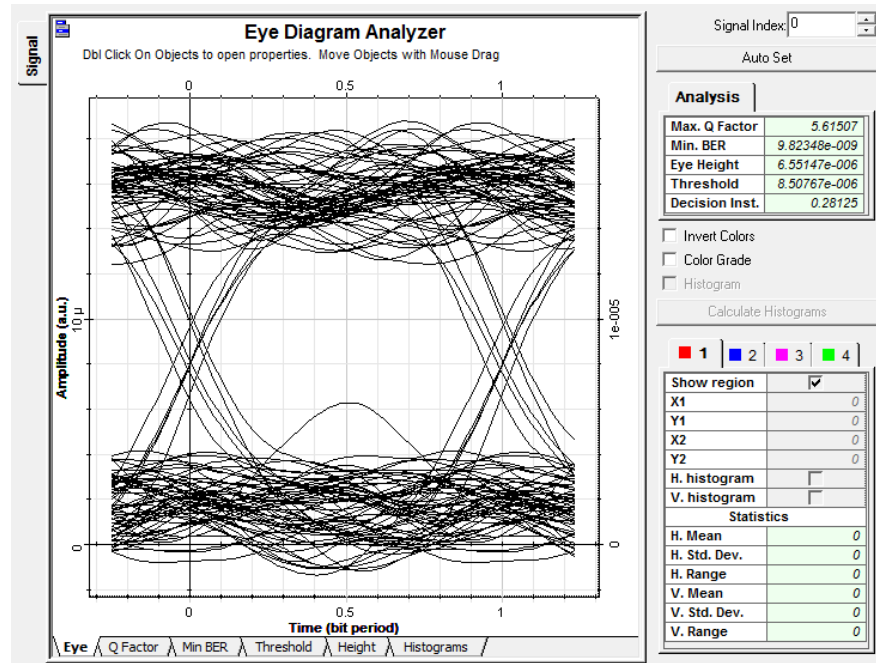 Signal
Eye Diagram Analyzer
Dbl Click On Objects to open properties. Move Objects with Mouse Drag
0 0.5 1
Amplitude (a.u.)
10 µ
0
1e-005
0
0 0.5 1
Time (bit period)
Eye Q Factor Min BER Threshold Height Histograms
Signal Index: 0
Auto Set
Analysis
Max. Q Factor 5.61507
Min. BER 9.82348e-009
Eye Height 6.55147e-006
Threshold 8.50767e-006
Decision Inst. 0.28125
Invert Colors
Color Grade
Histogram
Calculate Histograms
1 2 3 4
Show region
X1 0
Y1 0
X2 0
Y2 0
H. histogram
V. histogram
Statistics
H. Mean 0
H. Std. Dev. 0
H. Range 0
V. Mean 0
V. Std. Dev. 0
V. Range 0